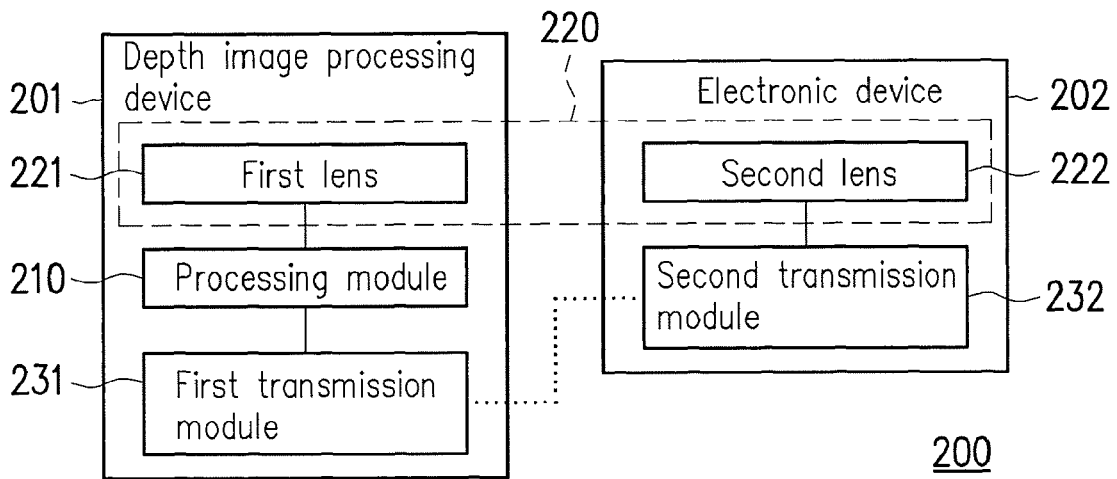 220
Depth image processing
device
201
Electronic device
202
221
First lens
Second lens
222
210
Processing module
Second transmission
module
232
231
First transmission
module
200